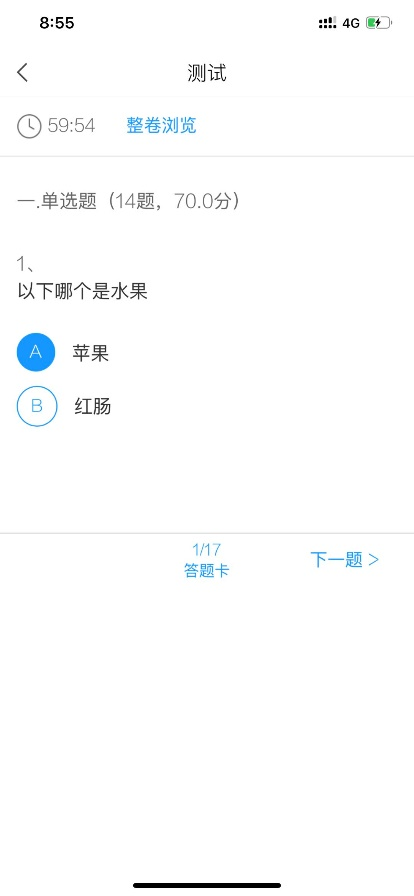 8:55 4G
测试
59:54 整卷浏览
一.单选题（14题，70.0分）
1、
以下哪个是水果
A 苹果
B 红肠
1/17
答题卡
下一题 >